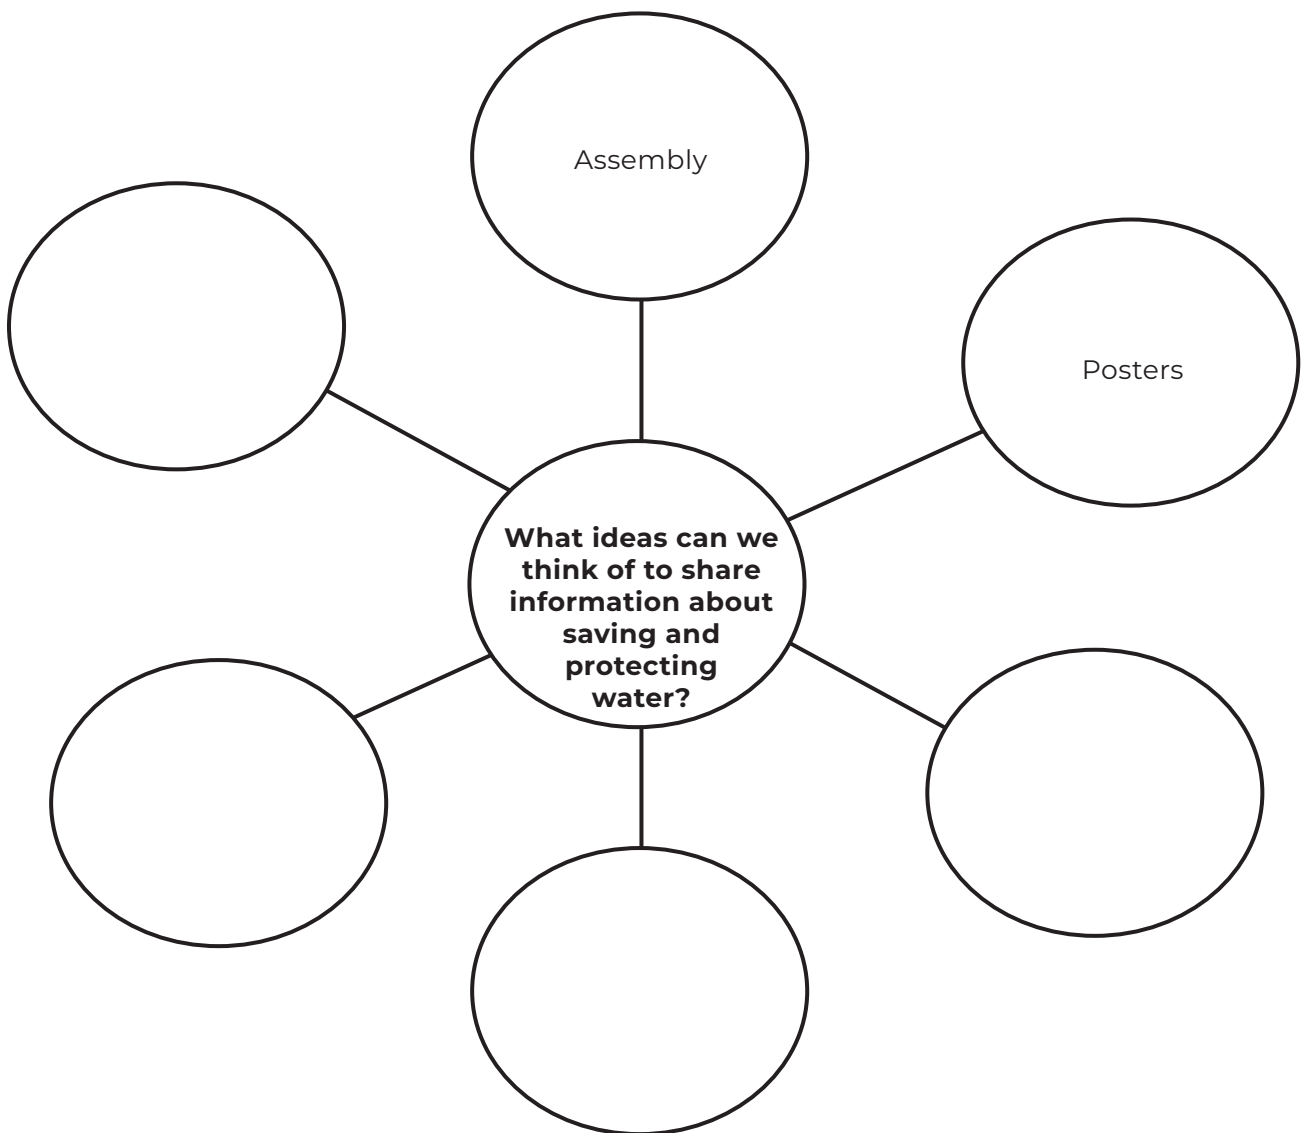 Assembly
Posters
What ideas can we
think of to share
information about
saving and
protecting
water?